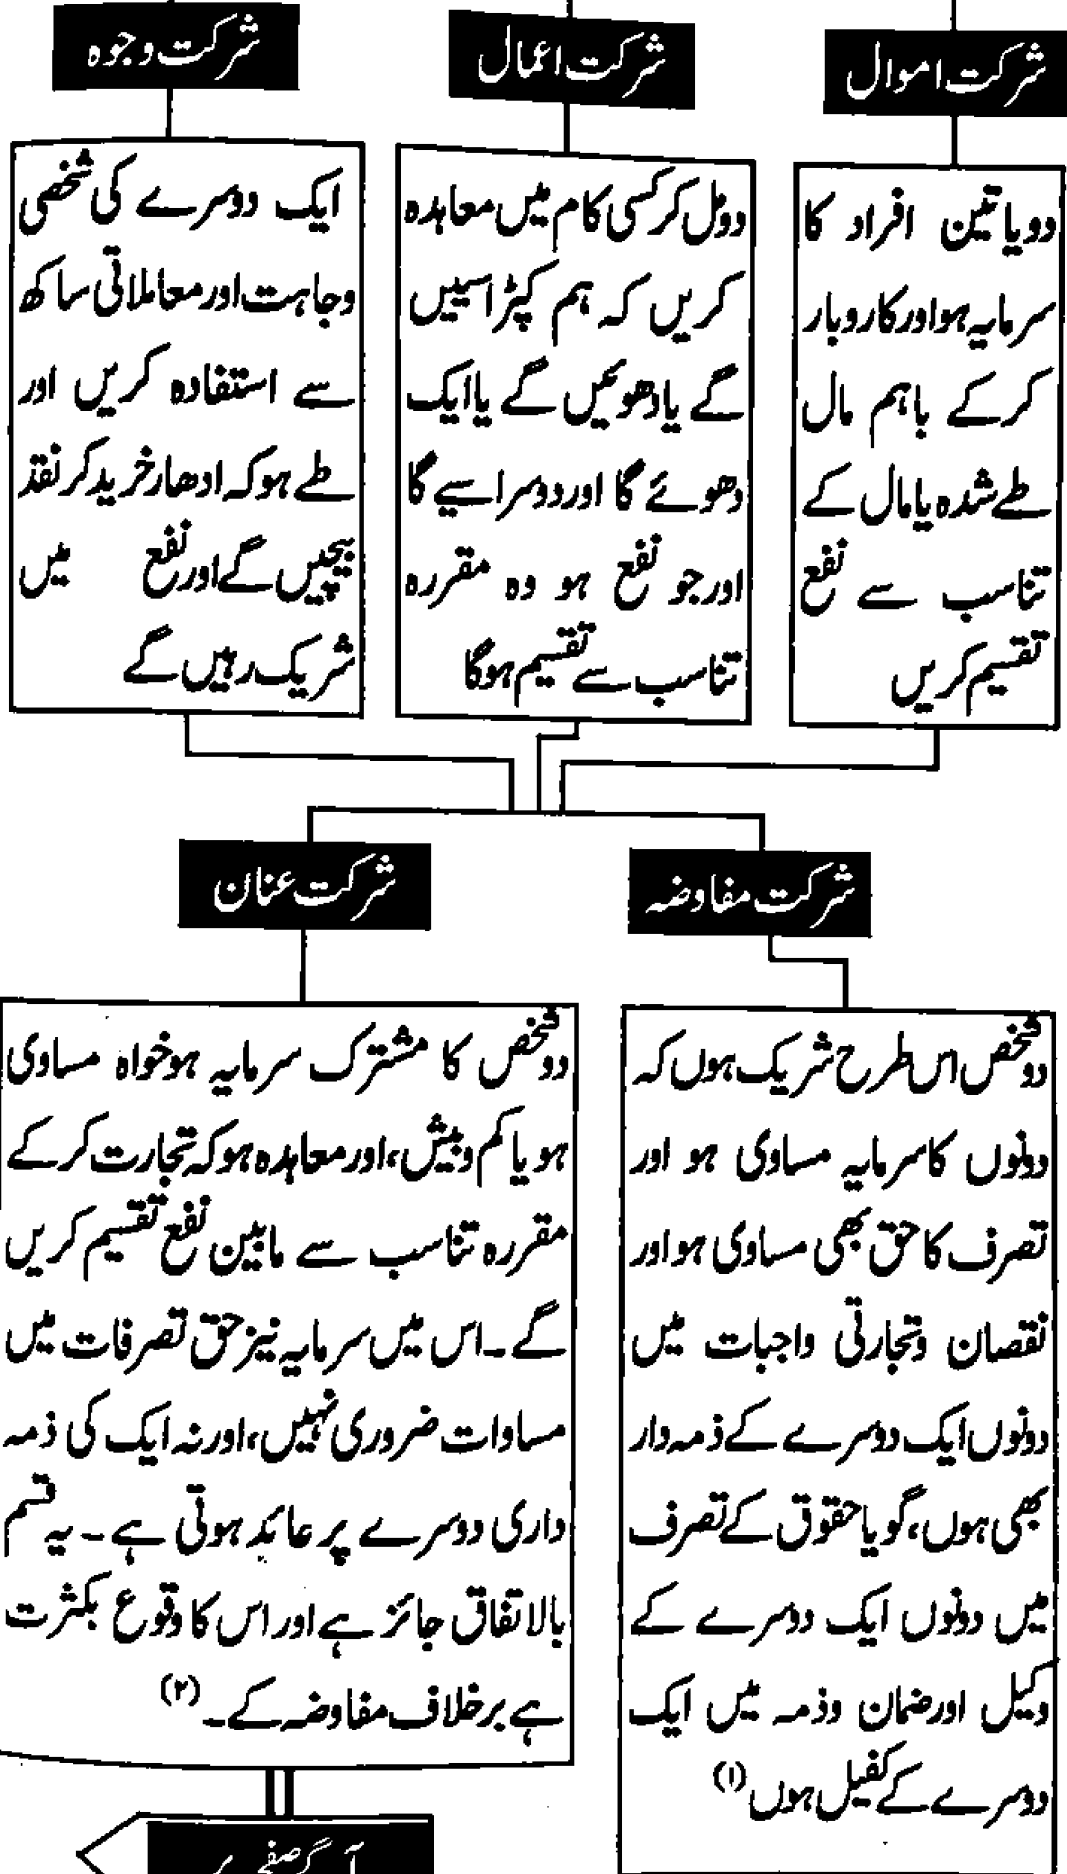 شرکت اموال
دو یا تین افراد کا
سرمایہ ہو اور کاروبار
کرکے باہم مال
طے شدہ یا مال کے
تناسب سے نفع
تقسیم کریں
شرکت اعمال
دو مل کر کسی کام میں معاہدہ
کریں کہ ہم کپڑا سییں
گے یا دھوئیں گے یا ایک
دھوئے گا اور دوسرا سیے گا
اور جو نفع ہو وہ مقررہ
تناسب سے تقسیم ہوگا
شرکت وجوہ
ایک دوسرے کی شخصی
وجاہت اور معاملاتی ساکھ
سے استفادہ کریں اور
طے ہو کہ ادھار خرید کر نقد
بیچیں گے اور نفع میں
شریک رہیں گے
شرکت مفاوضہ
دو شخص اس طرح شریک ہوں کہ
دونوں کا سرمایہ مساوی ہو اور
تصرف کا حق بھی مساوی ہو اور
نقصان وتجارتی واجبات میں
دونوں ایک دوسرے کے ذمہ دار
بھی ہوں، گویا حقوق کے تصرف
میں دونوں ایک دوسرے کے
وکیل اور ضمان وذمہ میں ایک
دوسرے کے کفیل ہوں (۱)
شرکت عنان
دو شخص کا مشترک سرمایہ ہو خواہ مساوی
ہو یا کم وبیش، اور معاہدہ ہو کہ تجارت کرکے
مقررہ تناسب سے مابین نفع تقسیم کریں
گے۔ اس میں سرمایہ نیز حق تصرفات میں
مساوات ضروری نہیں، اور نہ ایک کی ذمہ
داری دوسرے پر عائد ہوتی ہے۔ یہ قسم
بالاتفاق جائز ہے اور اس کا وقوع بکثرت
ہے برخلاف مفاوضہ کے۔ (۲)
آگے صفحہ پر